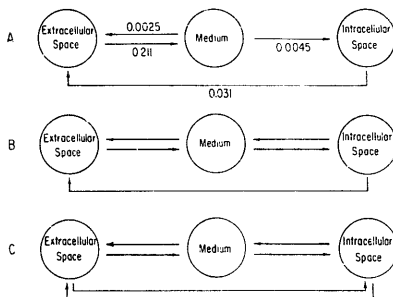 A
Extracellular
Space
0.0025
0.211
Medium
0.0045
Intracellular
Space
0.031
B
Extracellular
Space
Medium
Intracellular
Space
C
Extracellular
Space
Medium
Intracellular
Space